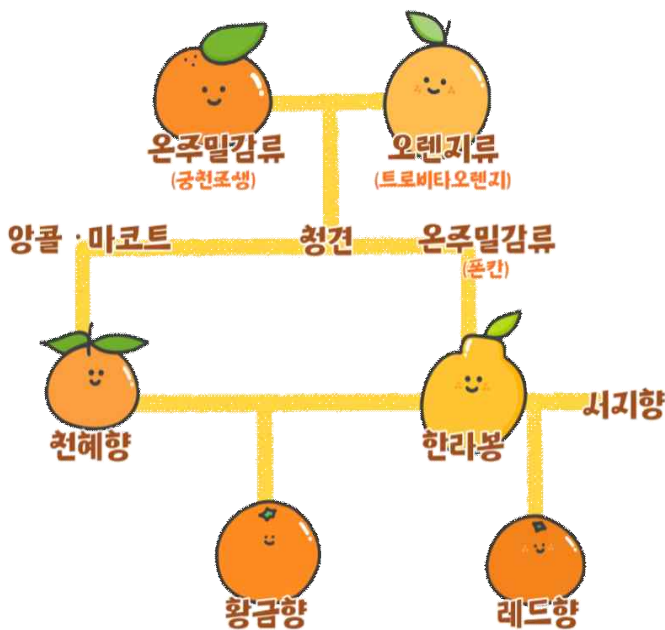 온주밀감류 오렌지류
(궁천조생) (트로비타오렌지)
앙콜·마코트 청견 온주밀감류
(폰칸)
천혜향 한라봉 서지향
황금향 레드향